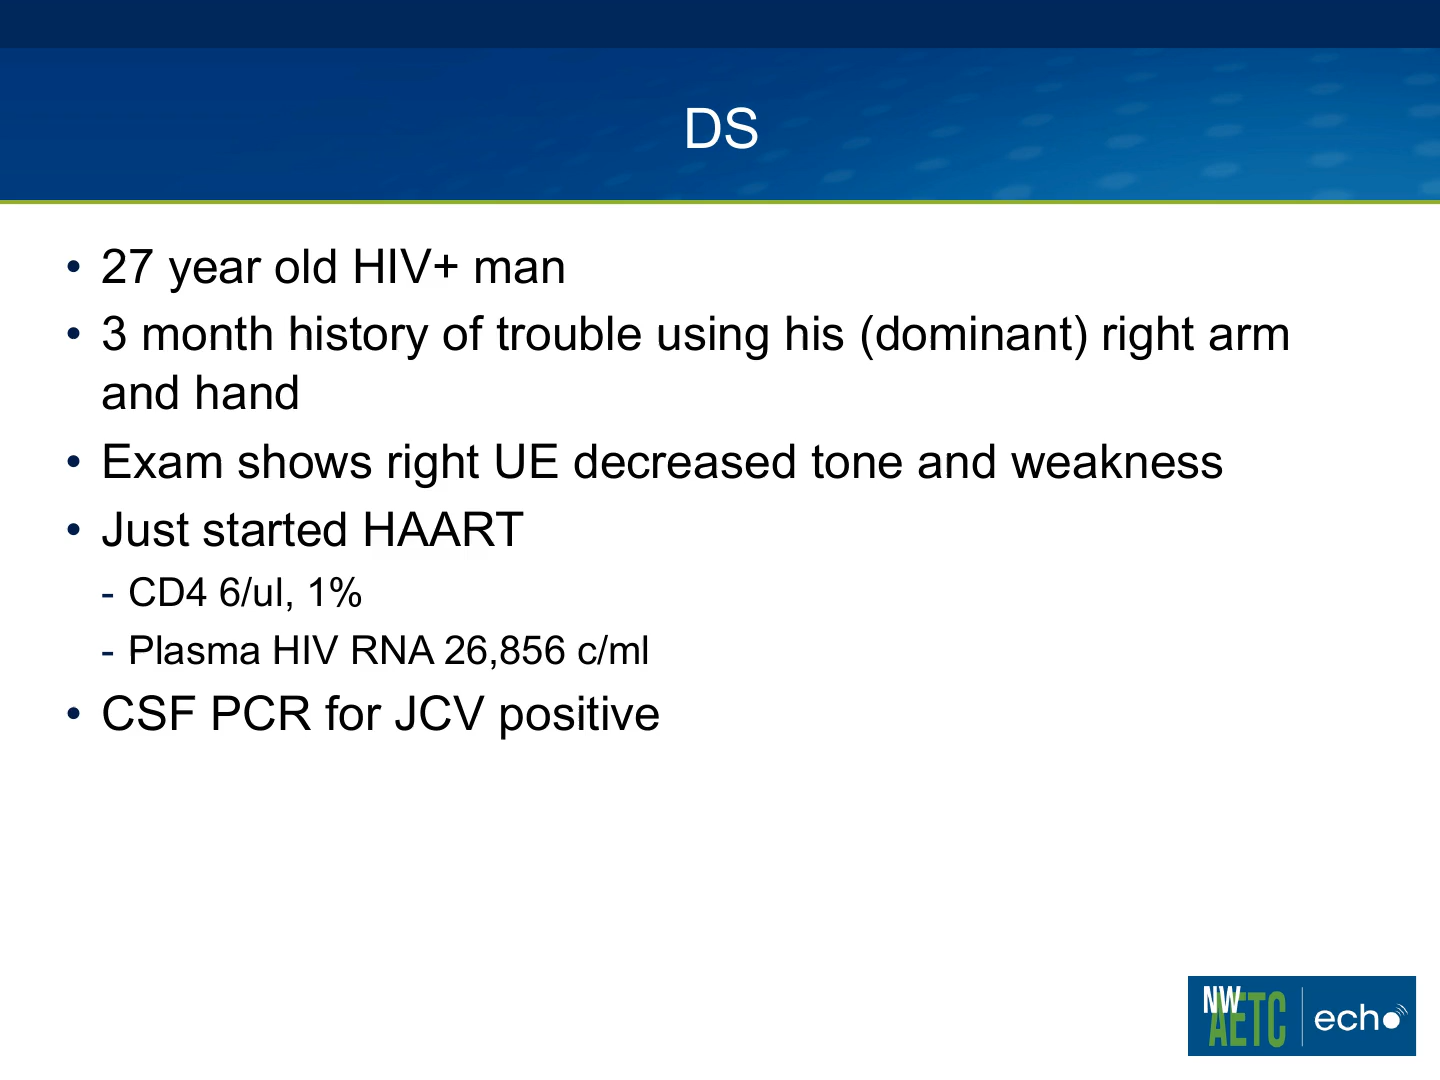 DS
• 27 year old HIV+ man
• 3 month history of trouble using his (dominant) right arm
and hand
• Exam shows right UE decreased tone and weakness
• Just started HAART
- CD4 6/ul, 1%
- Plasma HIV RNA 26,856 c/ml
• CSF PCR for JCV positive
NW
AETC
echo